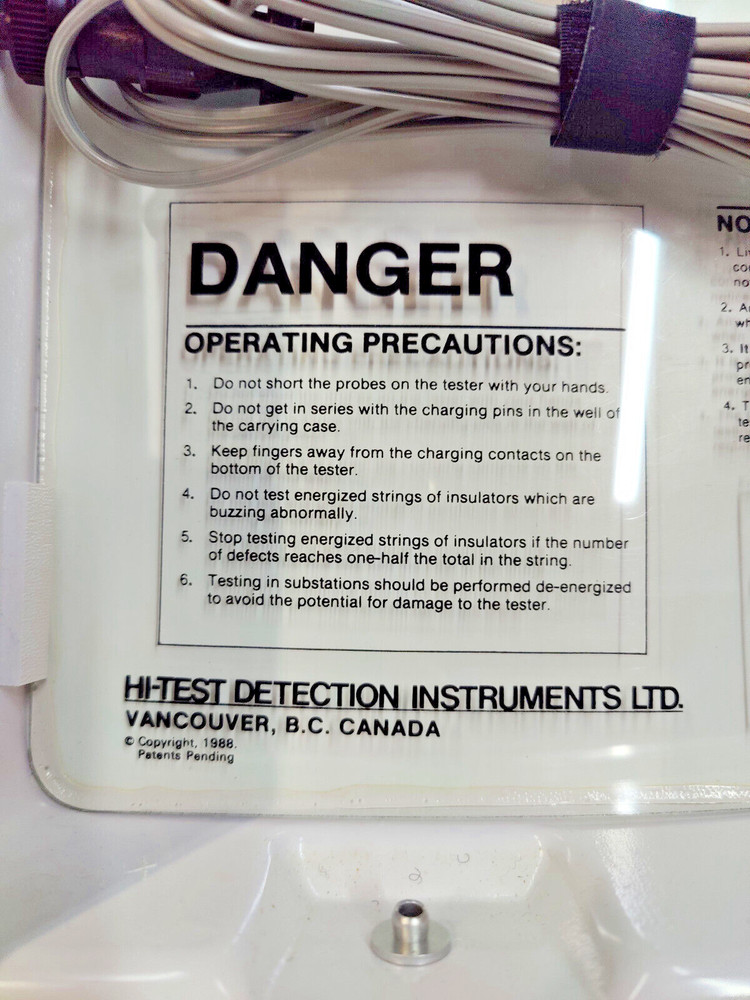 DANGER
OPERATING PRECAUTIONS:
1. Do not short the probes on the tester with your hands.
2. Do not get in series with the charging pins in the well of
the carrying case.
3. Keep fingers away from the charging contacts on the
bottom of the tester.
4. Do not test energized strings of insulators which are
buzzing abnormally.
5. Stop testing energized strings of insulators if the number
of defects reaches one-half the total in the string.
6. Testing in substations should be performed de-energized
to avoid the potential for damage to the tester.
HI-TEST DETECTION INSTRUMENTS LTD.
VANCOUVER, B.C. CANADA
© Copyright, 1988.
Patents Pending
NO
1.
2.
3. It
4.